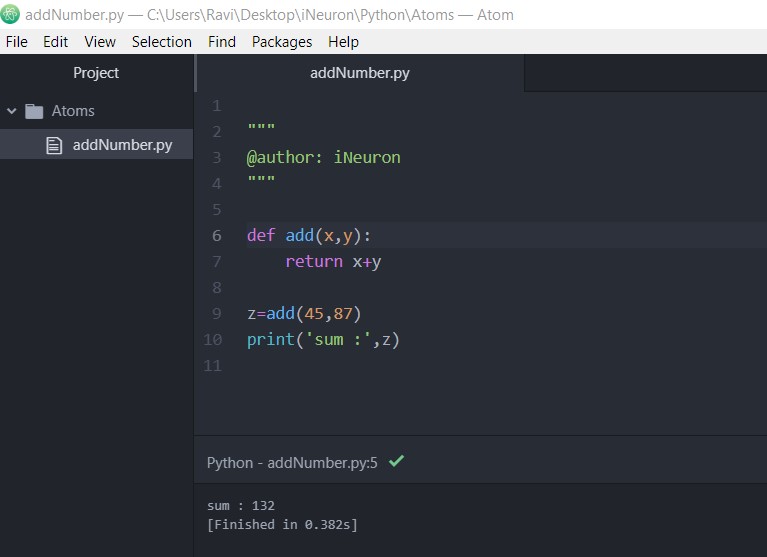 addNumber.py — C:\Users\Ravi\Desktop\iNeuron\Python\Atoms — Atom
File Edit View Selection Find Packages Help
Project
Atoms
addNumber.py
addNumber.py
1
2 """
3 @author: iNeuron
4 """
5
6 def add(x,y):
7     return x+y
8
9 z=add(45,87)
10 print('sum :',z)
11
Python - addNumber.py:5
sum : 132
[Finished in 0.382s]